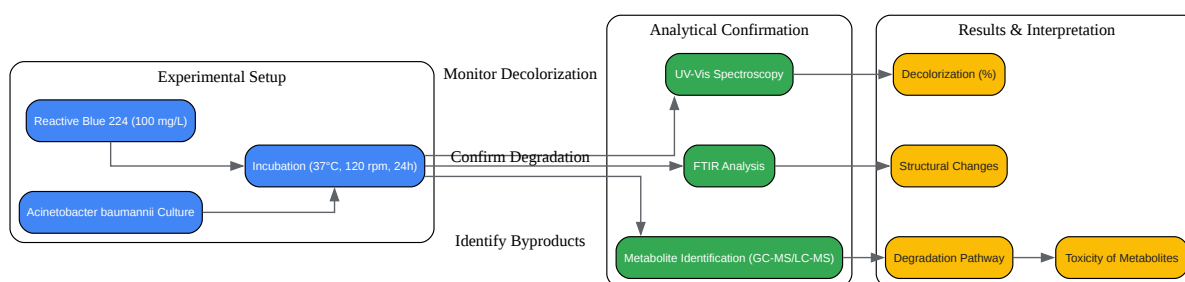 Experimental Setup
Reactive Blue 224 (100 mg/L)
Incubation (37°C, 120 rpm, 24h)
Acinetobacter baumannii Culture
Monitor Decolorization
Confirm Degradation
Identify Byproducts
Analytical Confirmation
UV-Vis Spectroscopy
FTIR Analysis
Metabolite Identification (GC-MS/LC-MS)
Results & Interpretation
Decolorization (%)
Structural Changes
Degradation Pathway
Toxicity of Metabolites